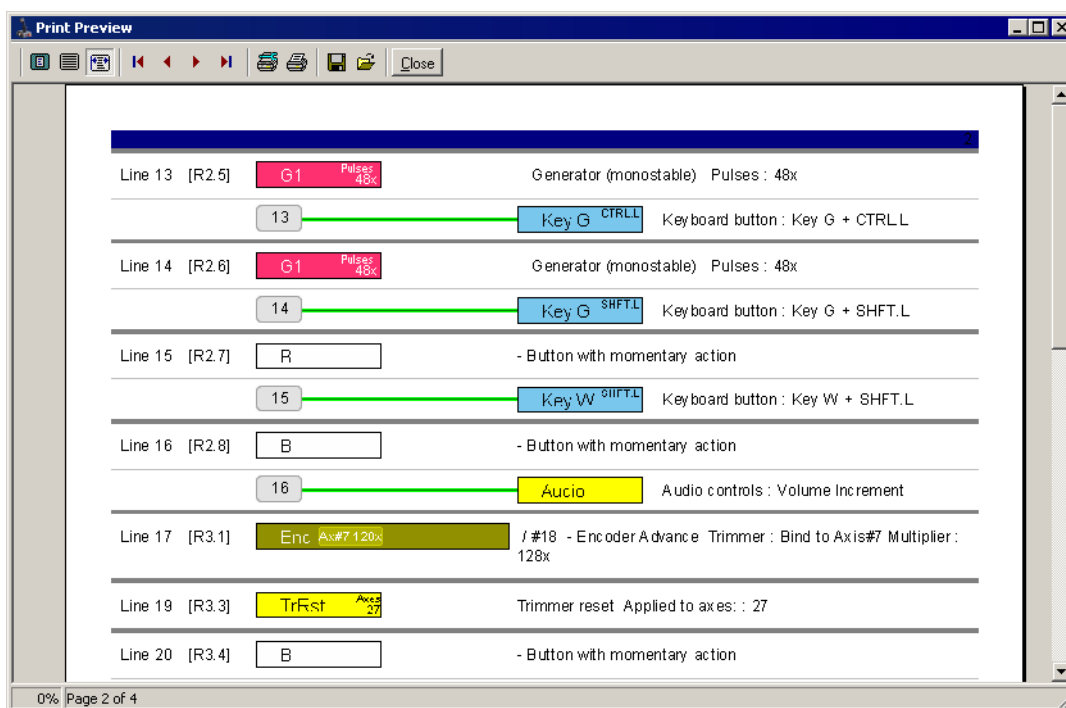 Print Preview
Close
2
Line 13 [R2.5] G1 Pulses 48x Generator (monostable) Pulses : 48x
13 Key G CTRL.L Keyboard button : Key G + CTRL.L
Line 14 [R2.6] G1 Pulses 48x Generator (monostable) Pulses : 48x
14 Key G SHFT.L Keyboard button : Key G + SHFT.L
Line 15 [R2.7] R - Button with momentary action
15 Key W SHFT.L Keyboard button : Key W + SHFT.L
Line 16 [R2.8] B - Button with momentary action
16 Aucio Audio controls : Volume Increment
Line 17 [R3.1] Enc Ax#7 120x / #18 - Encoder Advance Trimmer : Bind to Axis#7 Multiplier :
128x
Line 19 [R3.3] TrRst Axes 27 Trimmer reset Applied to axes: : 27
Line 20 [R3.4] B - Button with momentary action
0% Page 2 of 4